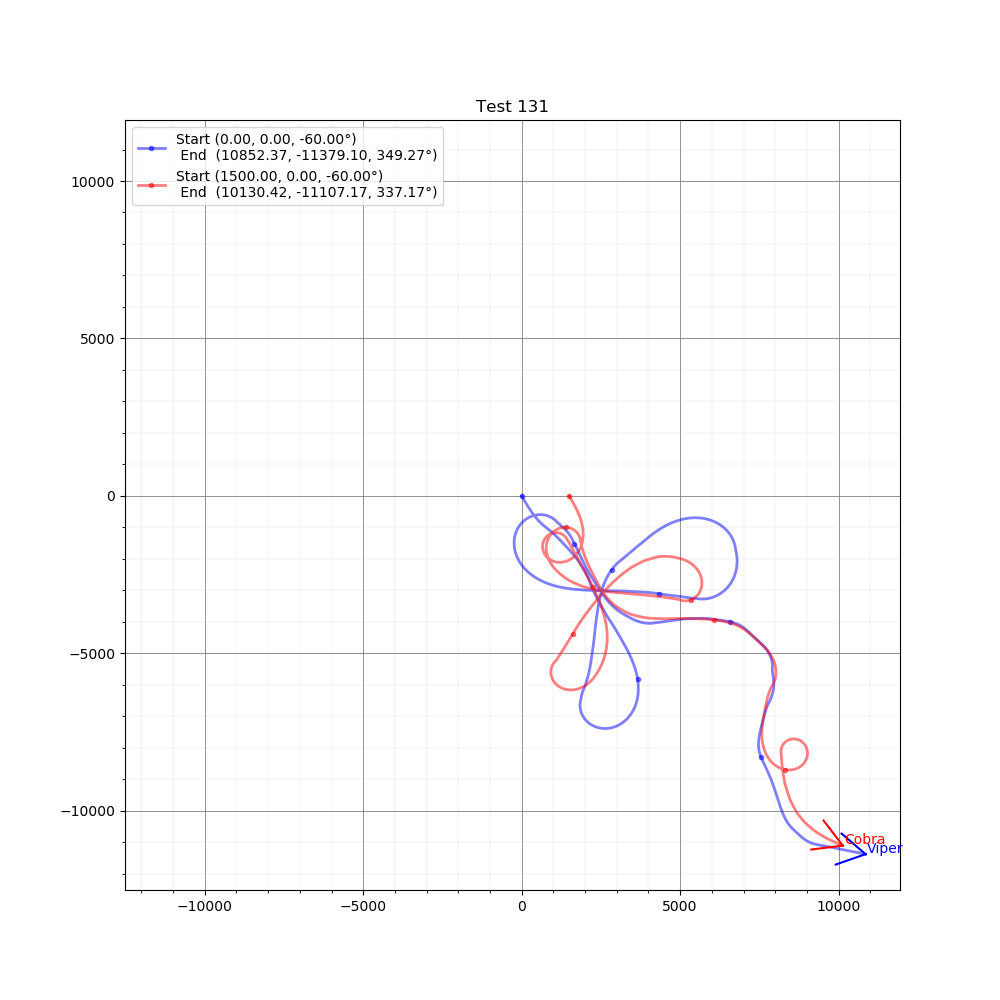 Test 131
Start (0.00, 0.00, -60.00°)
End  (10852.37, -11379.10, 349.27°)
Start (1500.00, 0.00, -60.00°)
End  (10130.42, -11107.17, 337.17°)
10000
5000
0
−5000
−10000
Cobra
Viper
−10000
−5000
0
5000
10000